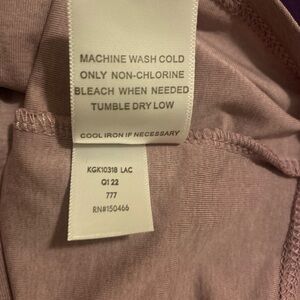 MACHINE WASH COLD
ONLY NON-CHLORINE
BLEACH WHEN NEEDED
TUMBLE DRY LOW
COOL IRON IF NECESSARY
KGK10318 LAC
Q1 22
777
RN#150466